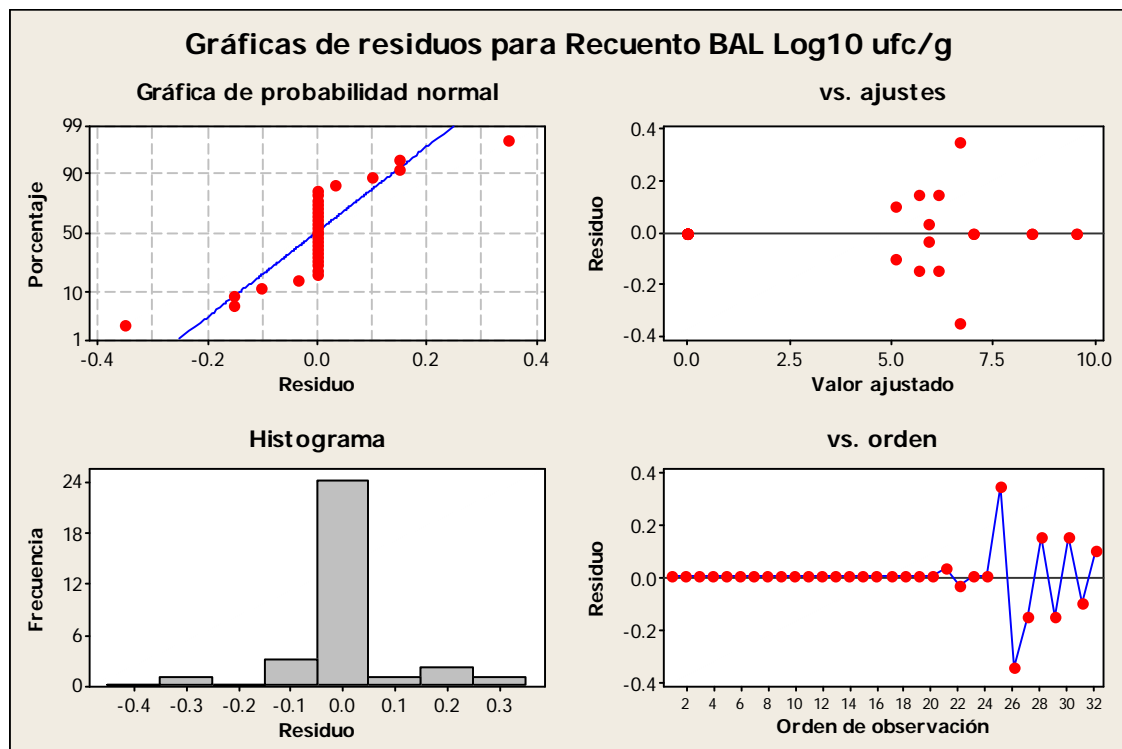 Gráficas de residuos para Recuento BAL Log10 ufc/g
Gráfica de probabilidad normal
99
90
50
10
1
Porcentaje
-0.4 -0.2 0.0 0.2 0.4
Residuo
vs. ajustes
0.4
0.2
0.0
-0.2
-0.4
Residuo
0.0 2.5 5.0 7.5 10.0
Valor ajustado
Histograma
24
18
12
6
0
Frecuencia
-0.4 -0.3 -0.2 -0.1 0.0 0.1 0.2 0.3
Residuo
vs. orden
0.4
0.2
0.0
-0.2
-0.4
Residuo
2 4 6 8 10 12 14 16 18 20 22 24 26 28 30 32
Orden de observación